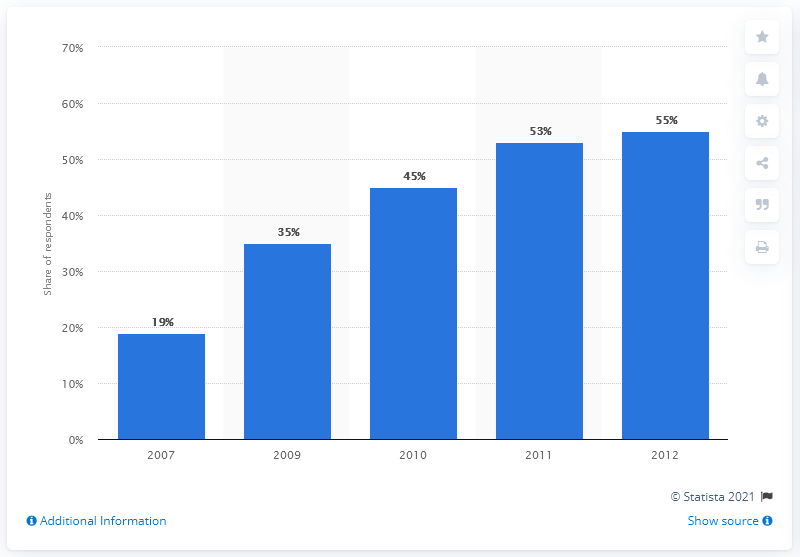 70%
60%
50%
40%
30%
20%
10%
0%
Share of respondents
19%
35%
45%
53%
55%
2007 2009 2010 2011 2012
© Statista 2021
Additional Information
Show source